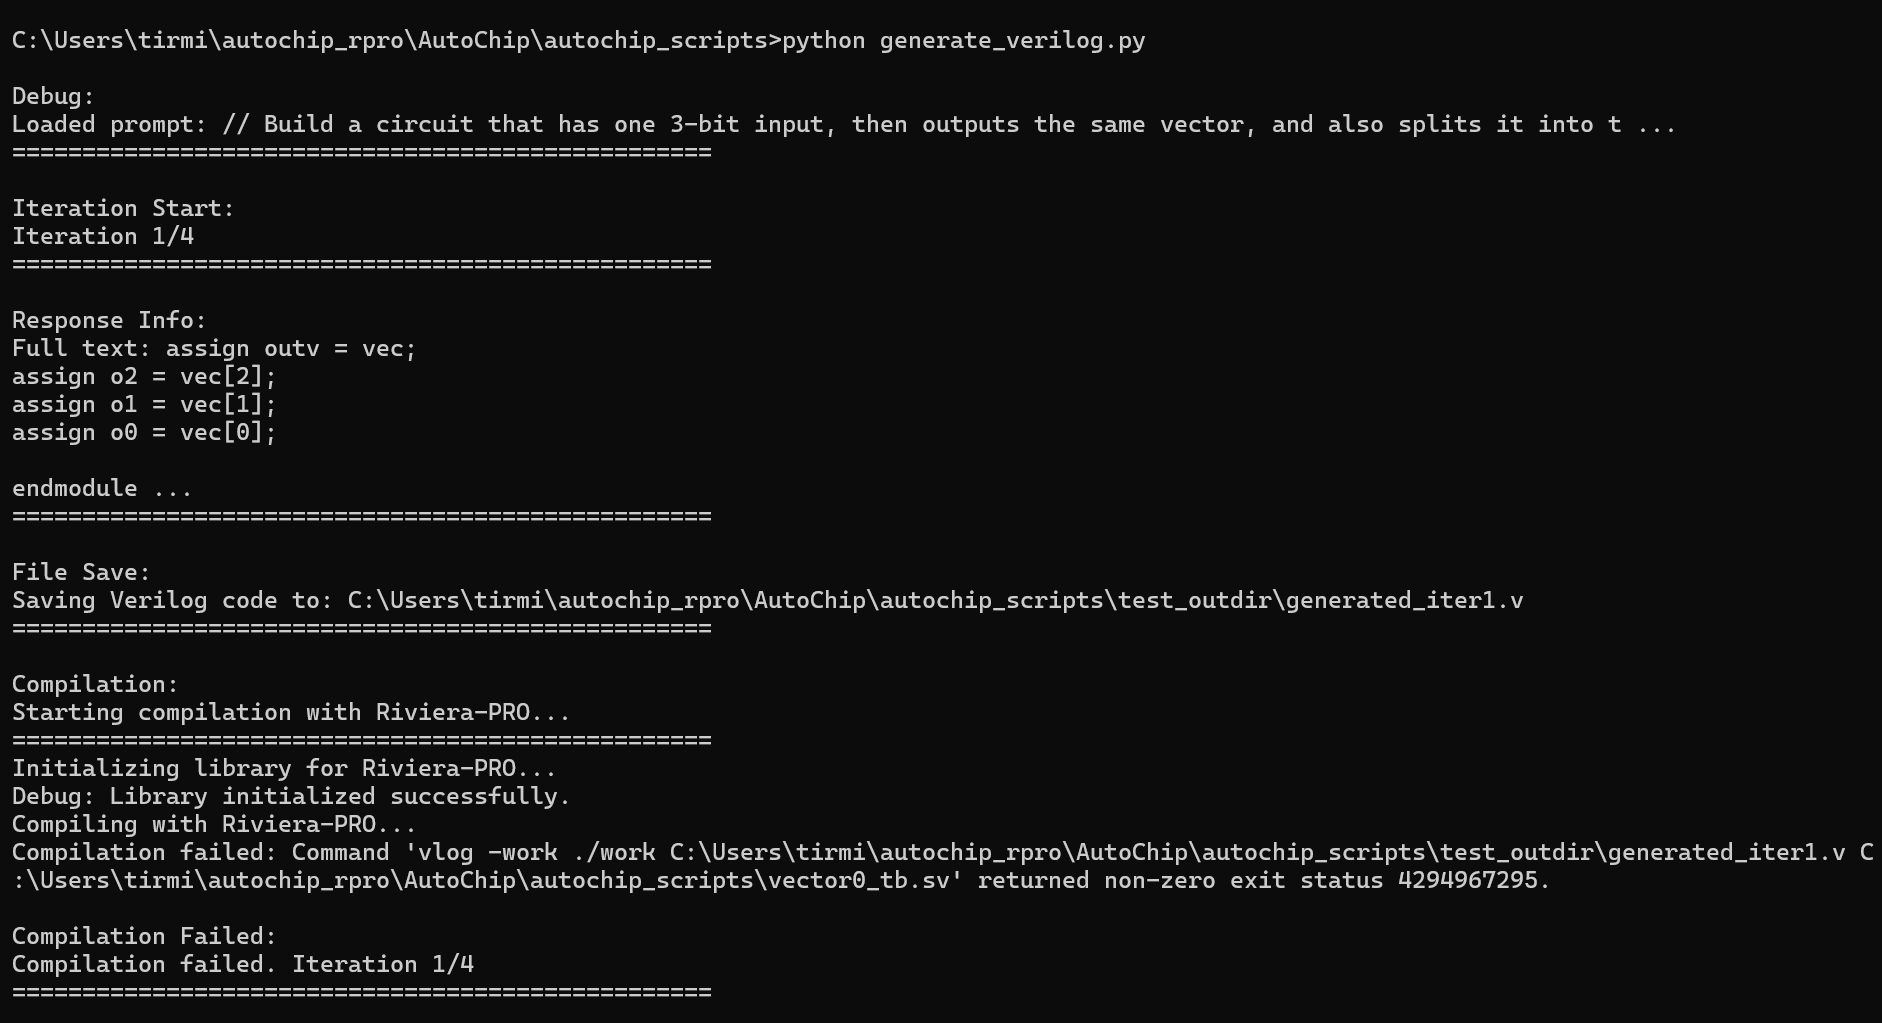 C:\Users\tirmi\autochip_rpro\AutoChip\autochip_scripts>python generate_verilog.py
Debug:
Loaded prompt: // Build a circuit that has one 3-bit input, then outputs the same vector, and also splits it into t ...
==================================================
Iteration Start:
Iteration 1/4
==================================================
Response Info:
Full text: assign outv = vec;
assign o2 = vec[2];
assign o1 = vec[1];
assign o0 = vec[0];
endmodule ...
==================================================
File Save:
Saving Verilog code to: C:\Users\tirmi\autochip_rpro\AutoChip\autochip_scripts\test_outdir\generated_iter1.v
==================================================
Compilation:
Starting compilation with Riviera-PRO...
==================================================
Initializing library for Riviera-PRO...
Debug: Library initialized successfully.
Compiling with Riviera-PRO...
Compilation failed: Command 'vlog -work ./work C:\Users\tirmi\autochip_rpro\AutoChip\autochip_scripts\test_outdir\generated_iter1.v C
:\Users\tirmi\autochip_rpro\AutoChip\autochip_scripts\vector0_tb.sv' returned non-zero exit status 4294967295.
Compilation Failed:
Compilation failed. Iteration 1/4
==================================================